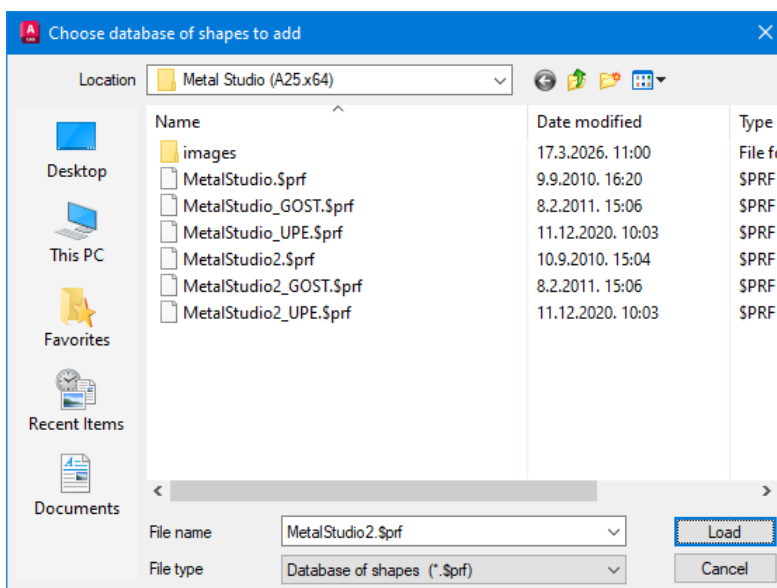 Choose database of shapes to add
Location Metal Studio (A25.x64)
Name Date modified Type
images 17.3.2026. 11:00 File f
MetalStudio.$prf 9.9.2010. 16:20 $PRF
MetalStudio_GOST.$prf 8.2.2011. 15:06 $PRF
MetalStudio_UPE.$prf 11.12.2020. 10:03 $PRF
MetalStudio2.$prf 10.9.2010. 15:04 $PRF
MetalStudio2_GOST.$prf 8.2.2011. 15:06 $PRF
MetalStudio2_UPE.$prf 11.12.2020. 10:03 $PRF
Desktop
This PC
Favorites
Recent Items
Documents
File name MetalStudio2.$prf Load
File type Database of shapes (*.$prf) Cancel